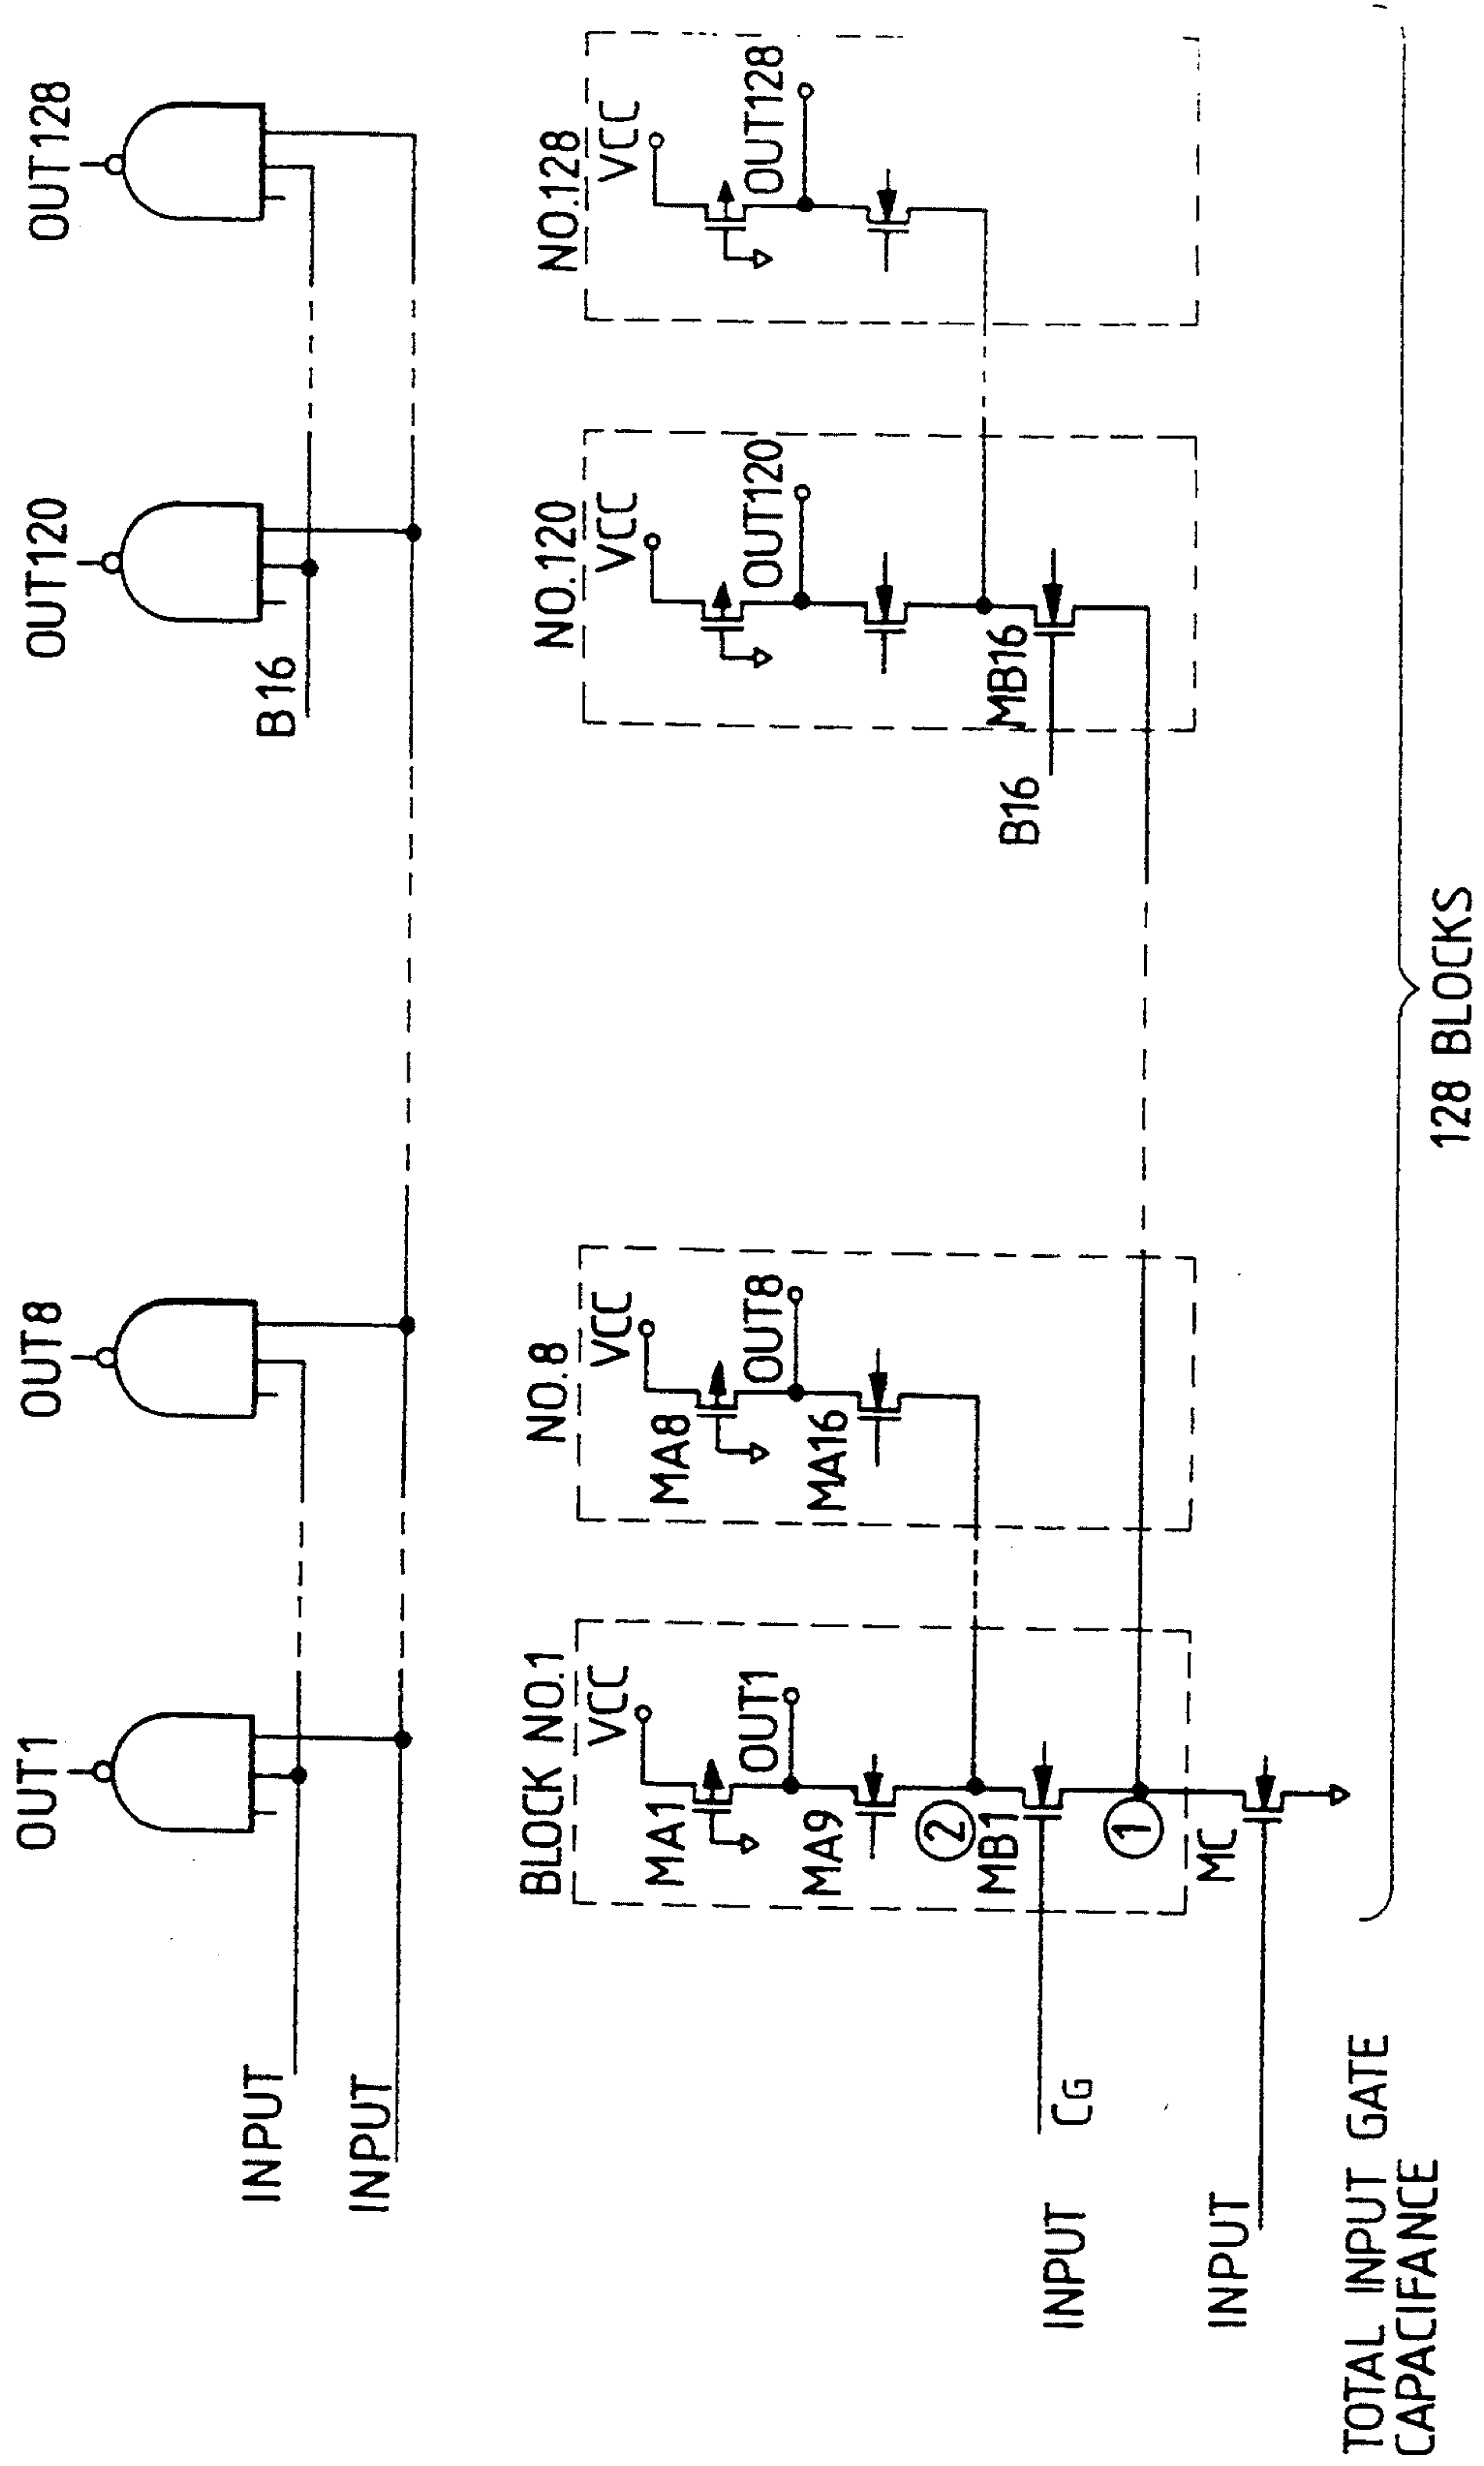 OUT1
OUT8
OUT120
OUT128
B16
INPUT
INPUT
BLOCK NO.1
NO.8
NO.120
NO.128
VCC
VCC
VCC
VCC
MA1
OUT1
MA8
OUT8
OUT120
OUT128
MA9
MA16
2
MB1
MB16
B16
1
MC
INPUT CG
INPUT
TOTAL INPUT GATE
CAPACIFANCE
128 BLOCKS